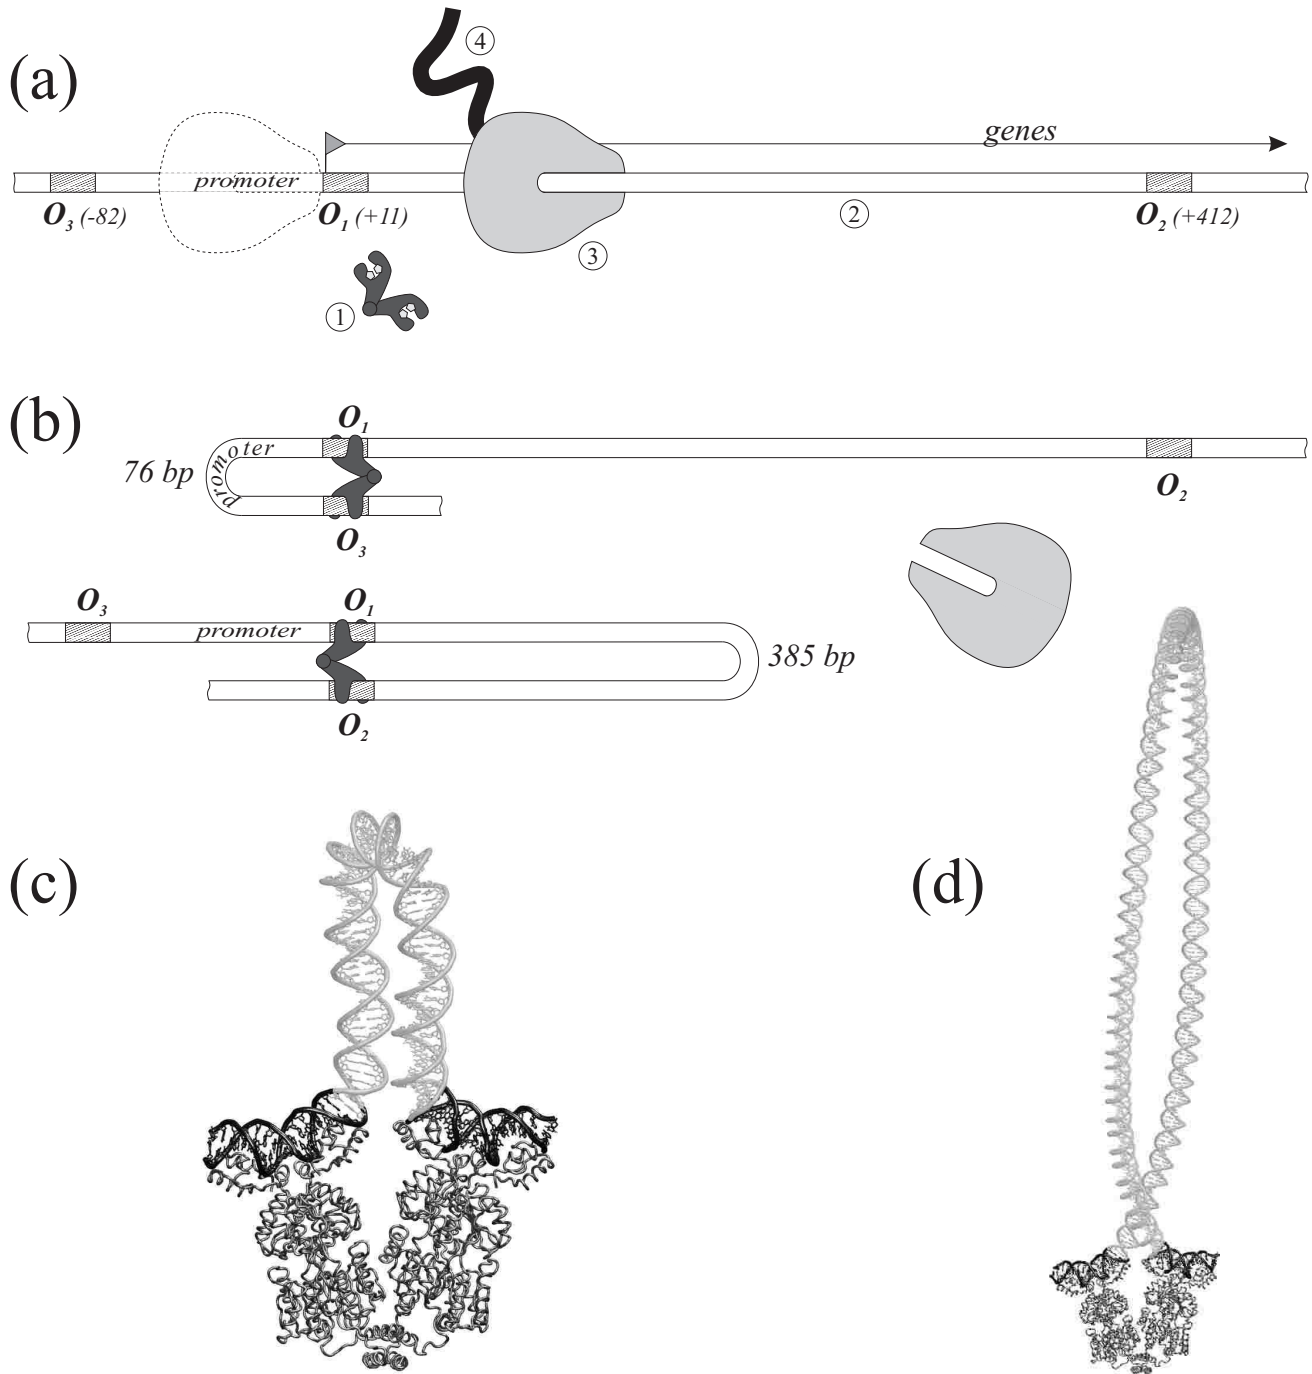 (a)
④
genes
promoter
O₃ (-82)
O₁ (+11)
②
O₂ (+412)
③
①
(b)
O₁
promoter
76 bp
O₂
O₃
O₃
O₁
promoter
385 bp
O₂
(c)
(d)